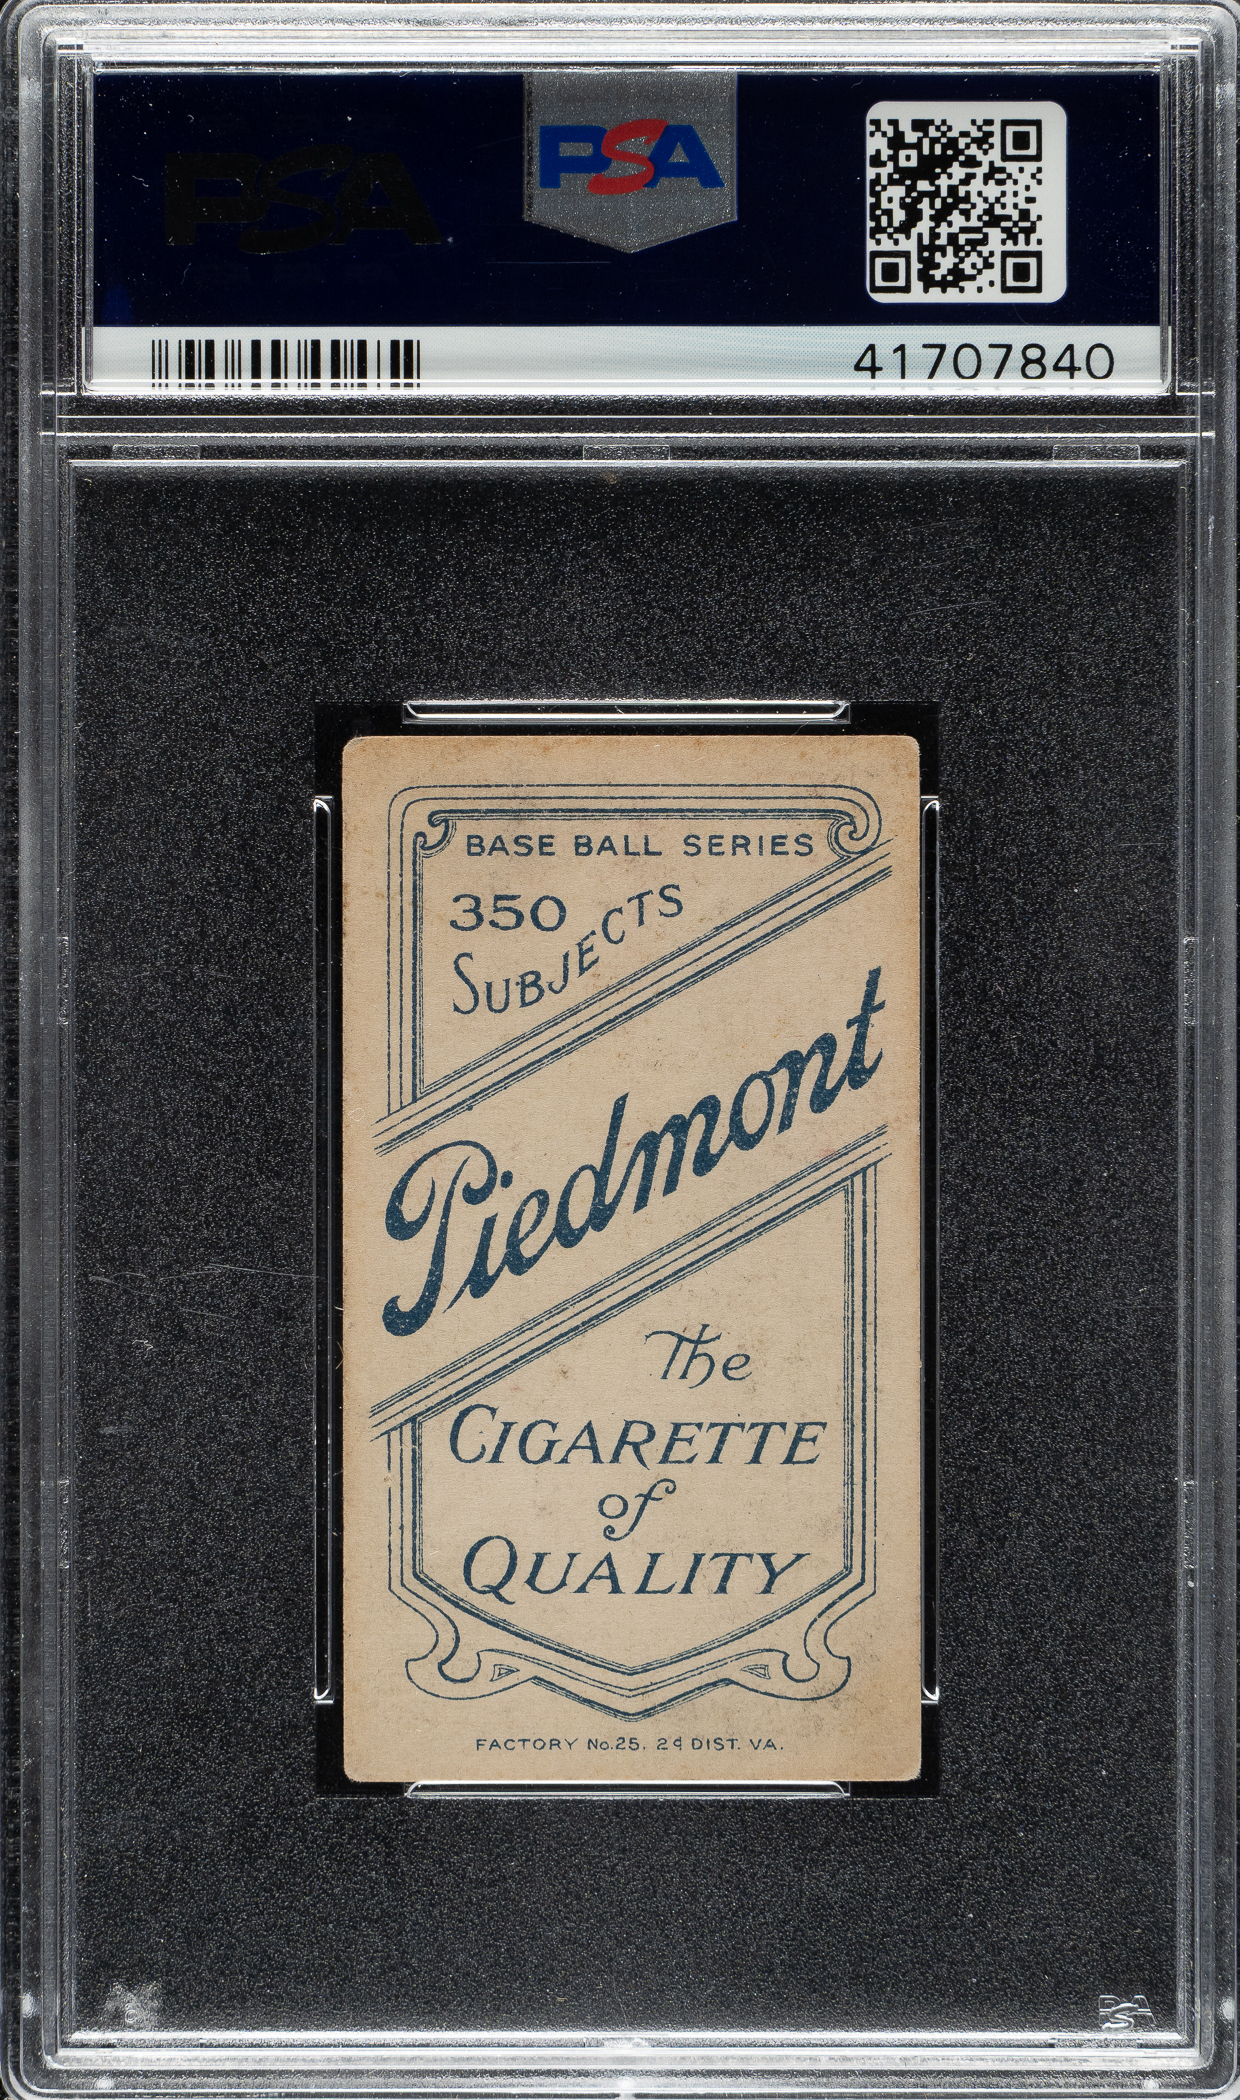 PSA
PSA
41707840
BASE BALL SERIES
350
SUBJECTS
Piedmont
The
CIGARETTE
of
QUALITY
FACTORY No. 25. 2d DIST. VA.
PSA